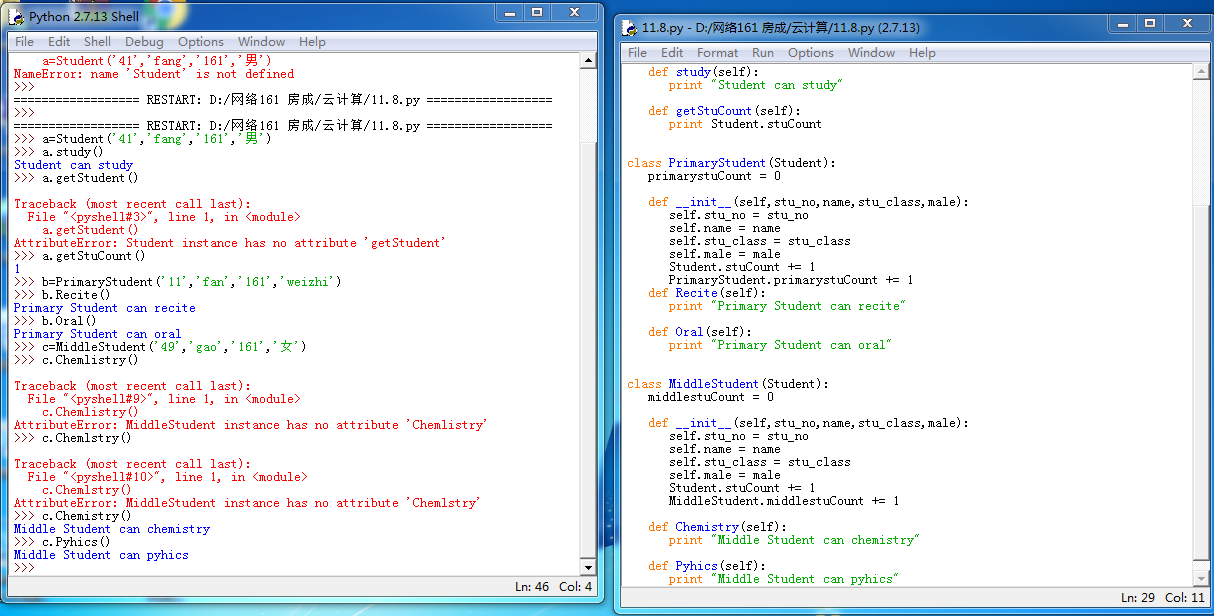 Python 2.7.13 Shell
File Edit Shell Debug Options Window Help
a=Student('41','fang','161','男')
NameError: name 'Student' is not defined
>>>
================== RESTART: D:/网络161 房成/云计算/11.8.py ==================
>>>
================== RESTART: D:/网络161 房成/云计算/11.8.py ==================
>>> a=Student('41','fang','161','男')
>>> a.study()
Student can study
>>> a.getStudent()
Traceback (most recent call last):
File "<pyshell#3>", line 1, in <module>
a.getStudent()
AttributeError: Student instance has no attribute 'getStudent'
>>> a.getStuCount()
1
>>> b=PrimaryStudent('11','fan','161','weizhi')
>>> b.Recite()
Primary Student can recite
>>> b.Oral()
Primary Student can oral
>>> c=MiddleStudent('49','gao','161','女')
>>> c.Chemlistry()
Traceback (most recent call last):
File "<pyshell#9>", line 1, in <module>
c.Chemlistry()
AttributeError: MiddleStudent instance has no attribute 'Chemlistry'
>>> c.Chemlstry()
Traceback (most recent call last):
File "<pyshell#10>", line 1, in <module>
c.Chemlstry()
AttributeError: MiddleStudent instance has no attribute 'Chemlstry'
>>> c.Chemistry()
Middle Student can chemistry
>>> c.Pyhics()
Middle Student can pyhics
>>>
Ln: 46 Col: 4
11.8.py - D:/网络161 房成/云计算/11.8.py (2.7.13)
File Edit Format Run Options Window Help
def study(self):
print "Student can study"
def getStuCount(self):
print Student.stuCount
class PrimaryStudent(Student):
primarystuCount = 0
def __init__(self,stu_no,name,stu_class,male):
self.stu_no = stu_no
self.name = name
self.stu_class = stu_class
self.male = male
Student.stuCount += 1
PrimaryStudent.primarystuCount += 1
def Recite(self):
print "Primary Student can recite"
def Oral(self):
print "Primary Student can oral"
class MiddleStudent(Student):
middlestuCount = 0
def __init__(self,stu_no,name,stu_class,male):
self.stu_no = stu_no
self.name = name
self.stu_class = stu_class
self.male = male
Student.stuCount += 1
MiddleStudent.middlestuCount += 1
def Chemistry(self):
print "Middle Student can chemistry"
def Pyhics(self):
print "Middle Student can pyhics"
Ln: 29 Col: 11